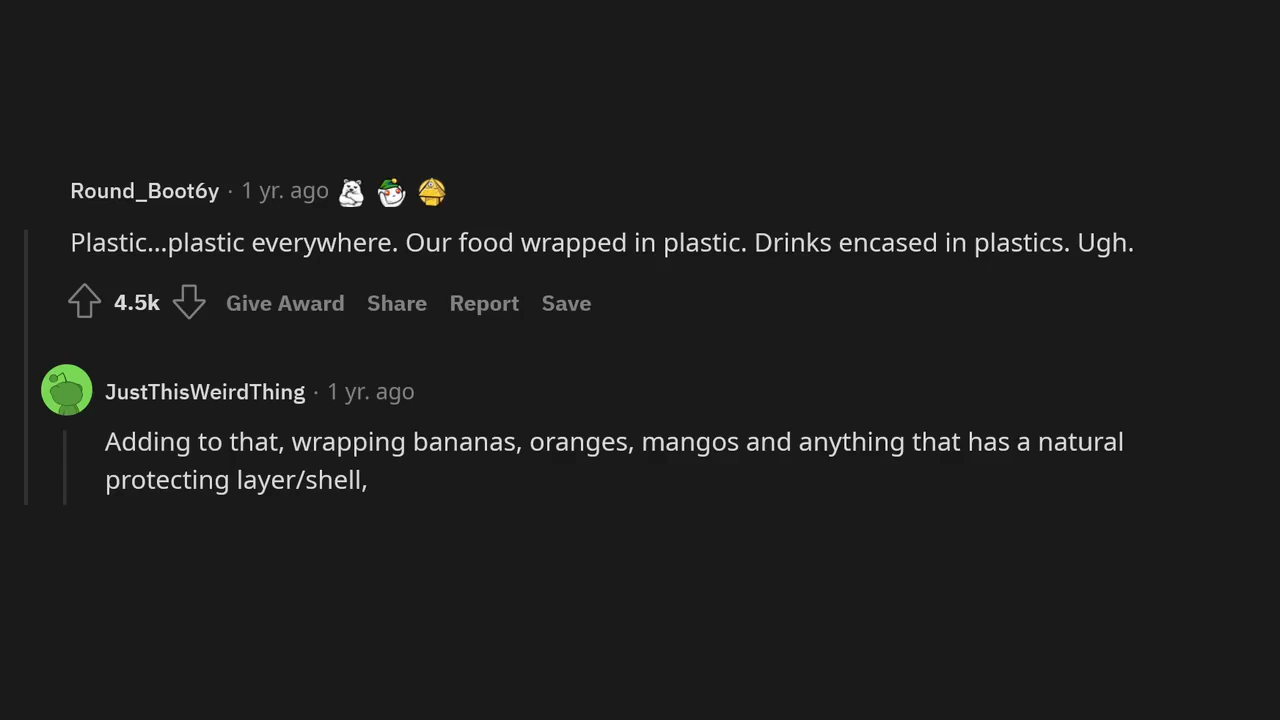 Round_Boot6y · 1 yr. ago
Plastic...plastic everywhere. Our food wrapped in plastic. Drinks encased in plastics. Ugh.
4.5k Give Award Share Report Save
JustThisWeirdThing · 1 yr. ago
Adding to that, wrapping bananas, oranges, mangos and anything that has a natural
protecting layer/shell,